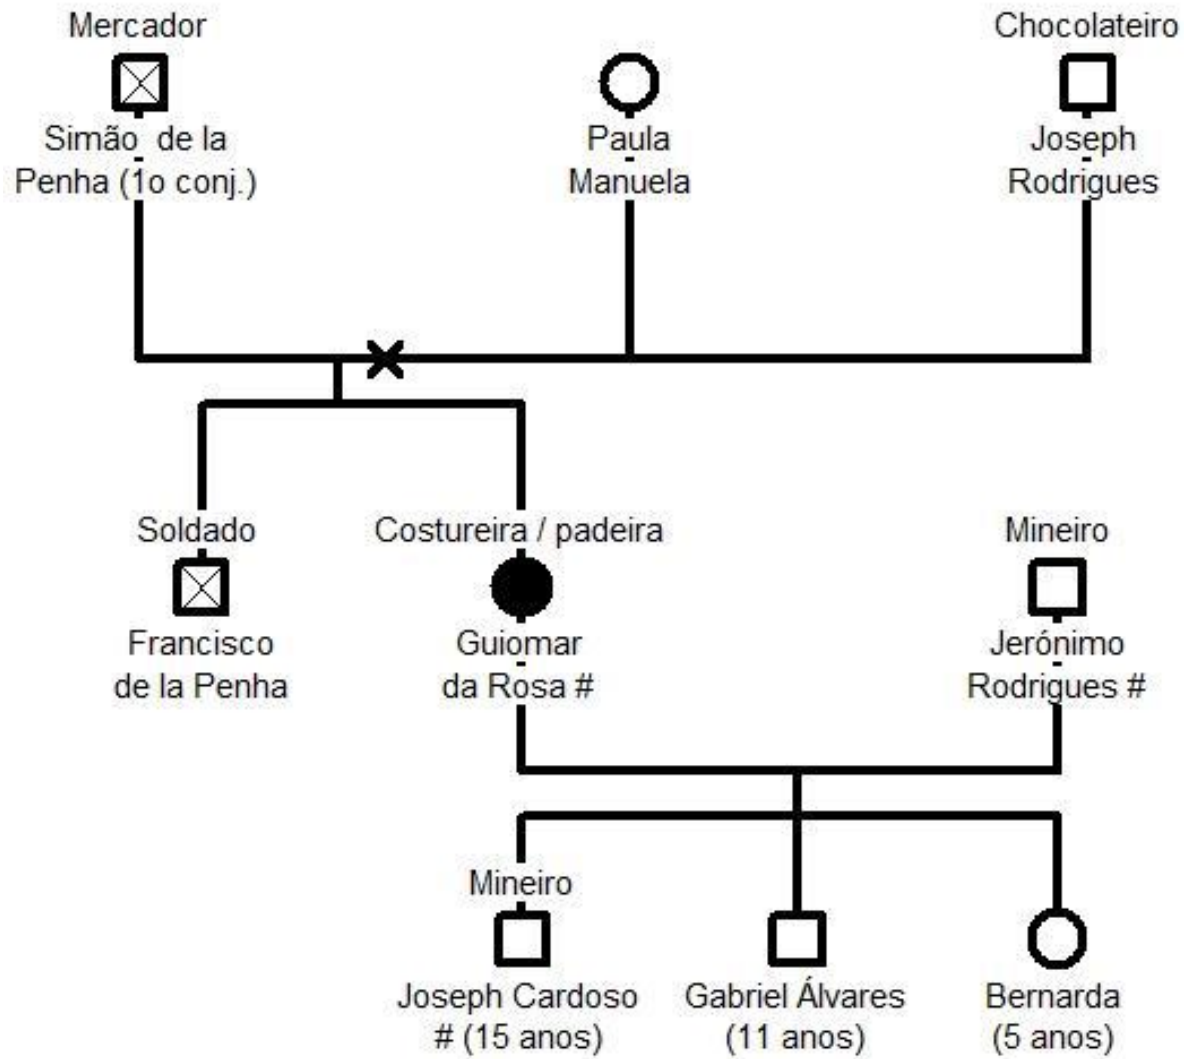 Mercador
Chocolateiro
Simão de la
Penha (1o conj.)
Paula
Manuela
Joseph
Rodrigues
Soldado
Costureira / padeira
Mineiro
Francisco
de la Penha
Guiomar
da Rosa #
Jerónimo
Rodrigues #
Mineiro
Joseph Cardoso
# (15 anos)
Gabriel Álvares
(11 anos)
Bernarda
(5 anos)